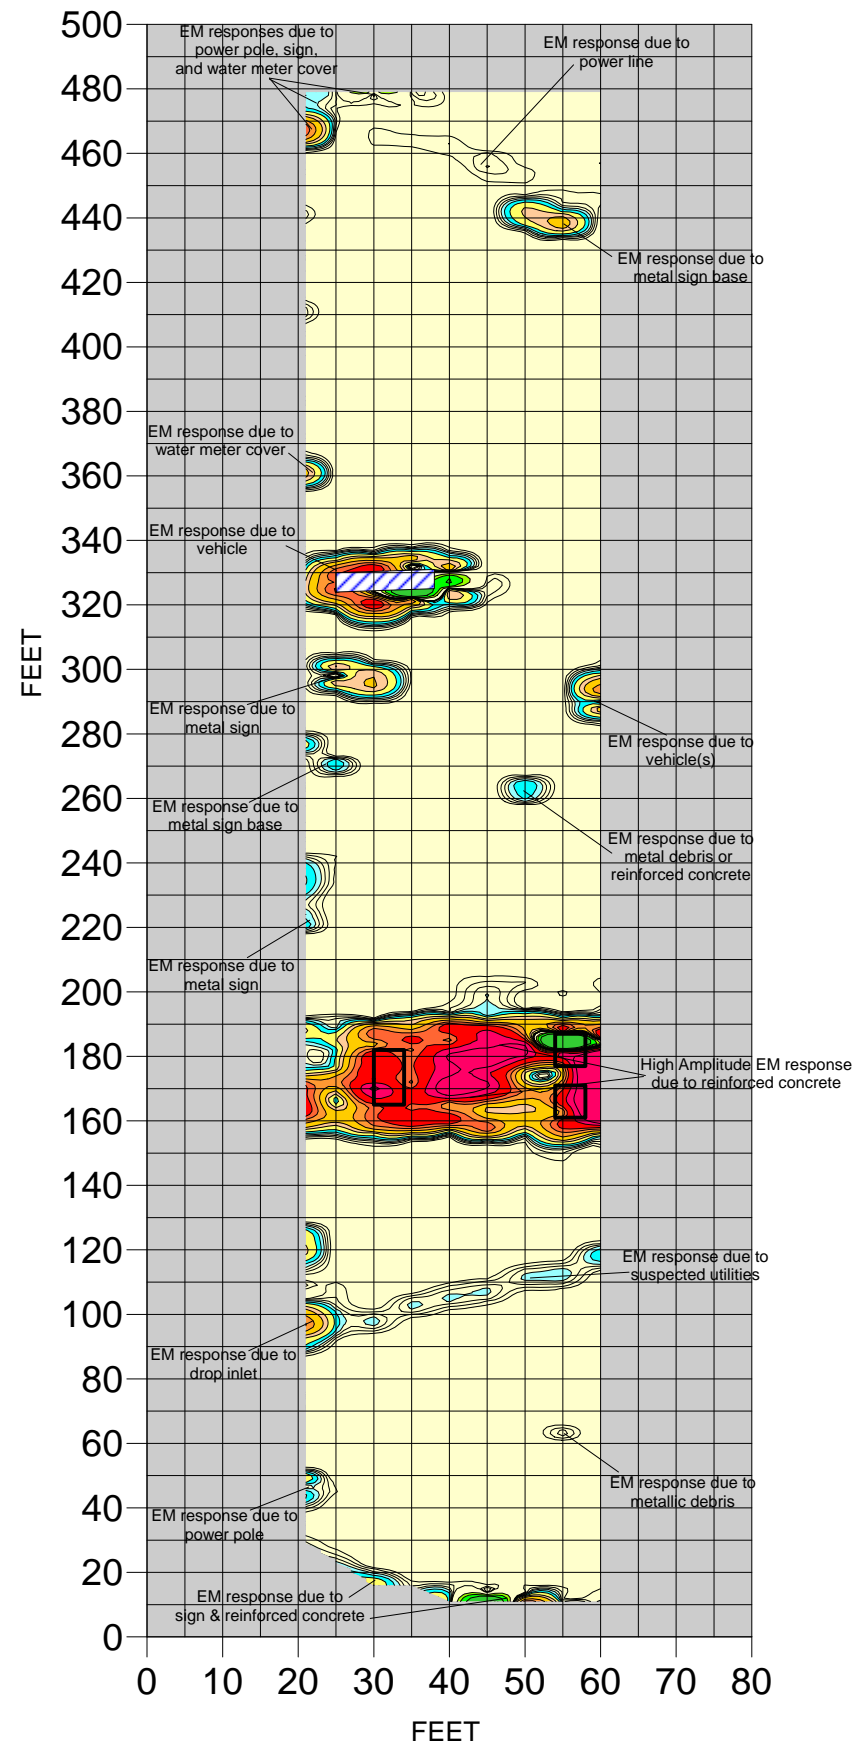 500
480
460
440
420
400
380
360
340
320
300
280
260
240
220
200
180
160
140
120
100
80
60
40
20
0
FEET
EM responses due to
power pole, sign,
and water meter cover
EM response due to
power line
EM response due to
metal sign base
EM response due to
water meter cover
EM response due to
vehicle
EM response due to
metal sign
EM response due to
vehicle(s)
EM response due to
metal sign base
EM response due to
metal debris or
reinforced concrete
EM response due to
metal sign
High Amplitude EM response
due to reinforced concrete
EM response due to
suspected utilities
EM response due to
drop inlet
EM response due to
metallic debris
EM response due to
power pole
EM response due to
sign & reinforced concrete
0 10 20 30 40 50 60 70 80
FEET